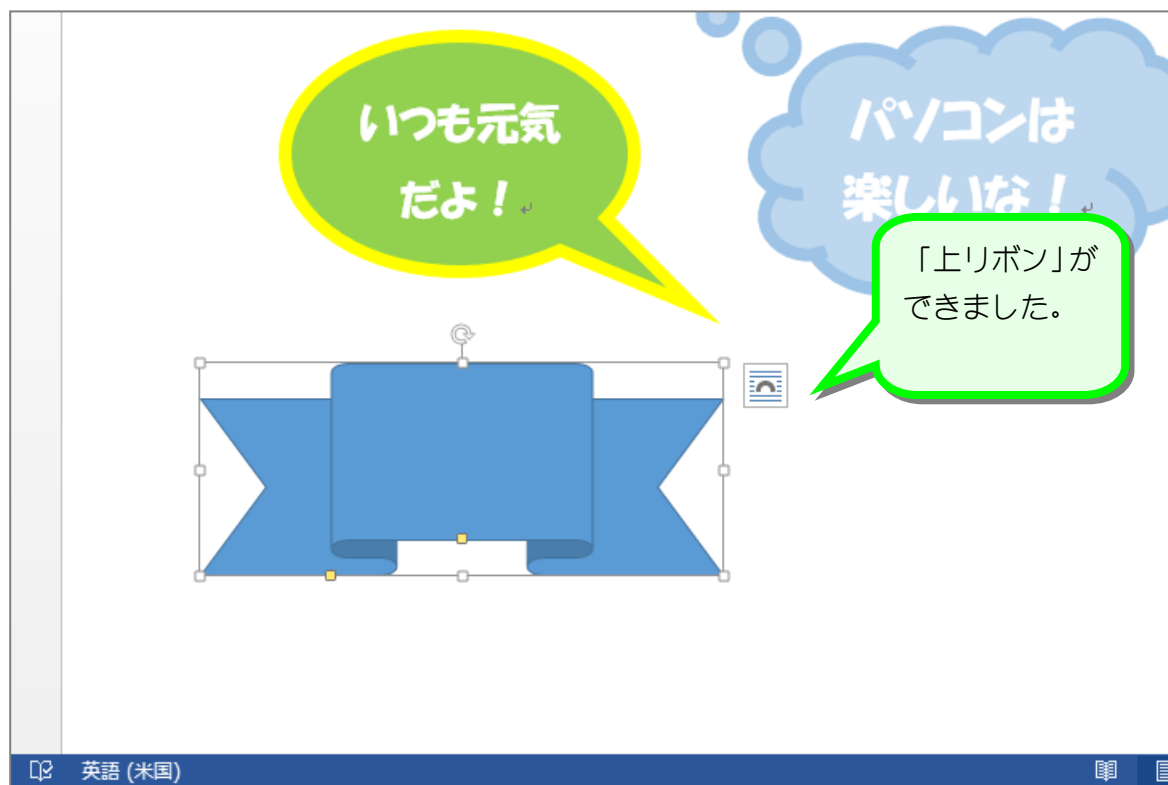 いつも元気
だよ！
パソコンは
楽しいな！
「上リボン」が
できました。
英語 (米国)